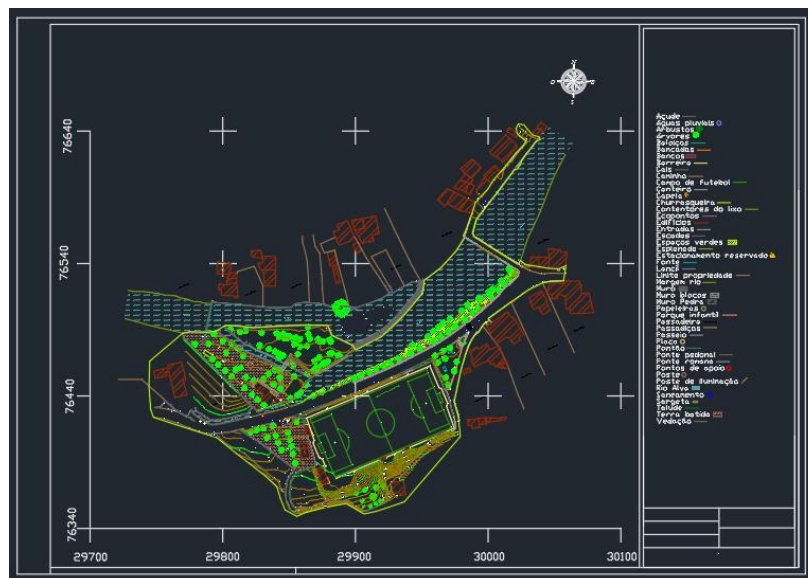 76640
76540
76440
76340
29700 29800 29900 30000 30100
Açude
Águas pluviais
Arbustos
Árvores
Baloiços
Bancadas
Bancos
Barreira
Cais
Caminho
Campo de futebol
Canteiro
Capela
Churrasqueira
Contentores do lixo
Ecopontos
Edifícios
Entradas
Escadas
Espaços verdes
Esplanada
Estacionamento reservado
Fonte
Lancil
Limite propriedade
Margem rio
Muro
Muro blocos
Muro Pedra
Papeleiras
Parque infantil
Passadeira
Passadiços
Passeio
Placa
Pontão
Ponte pedonal
Ponte romana
Pontos de apoio
Poste
Poste de iluminação
Rio Alva
Saneamento
Sargeta
Talude
Terra batida
Vedação